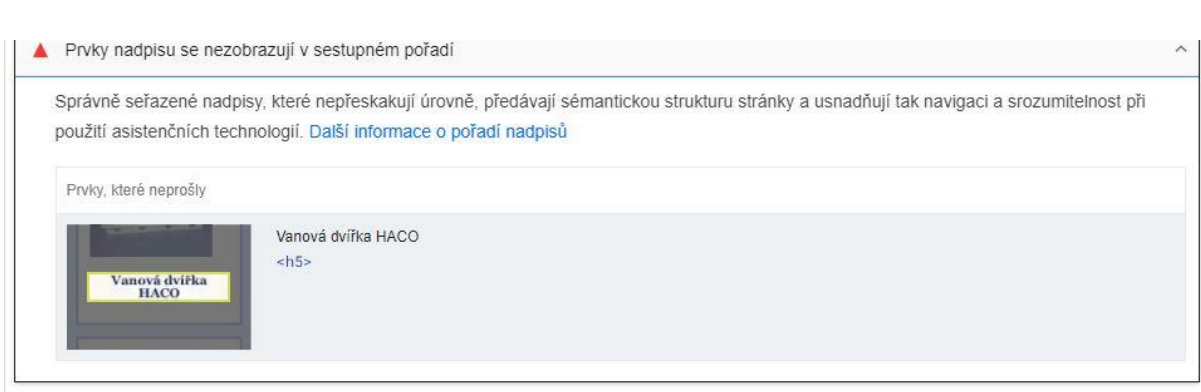 Prvky nadpisu se nezobrazují v sestupném pořadí
Správně seřazené nadpisy, které nepřeskakují úrovně, předávají sémantickou strukturu stránky a usnadňují tak navigaci a srozumitelnost při
použití asistenčních technologií. Další informace o pořadí nadpisů
Prvky, které neprošly
Vanová dvířka HACO
<h5>
Vanová dvířka
HACO